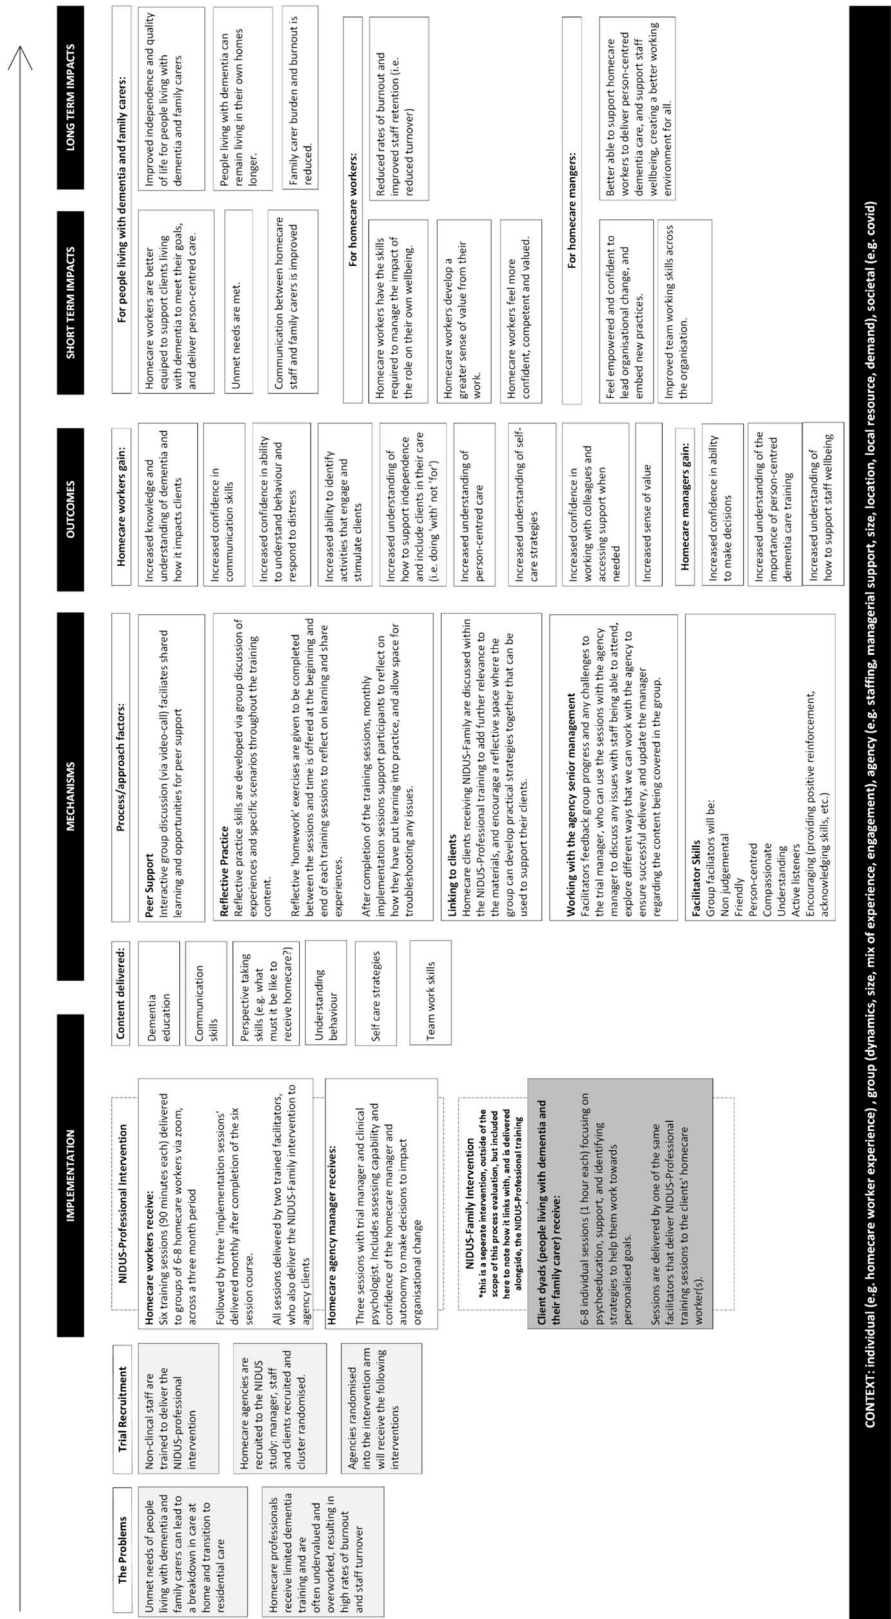 IMPLEMENTATION
MECHANISMS
OUTCOMES
SHORT TERM IMPACTS
LONG TERM IMPACTS
The Problems
Unmet needs of people
living with dementia and
family carers can lead to
a breakdown in care at
home and transition to
residential care
Homecare professionals
receive limited dementia
training and are
often undervalued and
overworked, resulting in
high rates of burnout
and staff turnover
Trial Recruitment
Non-clincal staff are
trained to deliver the
NIDUS-professional
intervention
Homecare agencies are
recruited to the NIDUS
study: manager, staff
and clients recruited and
cluster randomised.
Agencies randomised
into the intervention arm
will receive the following
interventions
NIDUS-Professional Intervention
Homecare workers receive:
Six training sessions (90 minutes each) delivered
to groups of 6-8 homecare workers via zoom,
across a three month period
Followed by three 'implementation sessions'
delivered monthly after completion of the six
session course.
All sessions delivered by two trained facilitators,
who also deliver the NIDUS-Family intervention to
agency clients
Homecare agency manager receives:
Three sessions with trial manager and clinical
psychologist. Includes assessing capability and
confidence of the homecare manager and
autonomy to make decisions to impact
organisational change
NIDUS-Family Intervention
*this is a seperate intervention, outside of the
scope of this process evaluation, but included
here to note how it links with, and is delivered
alongside, the NIDUS-Professional training
Client dyads (people living with dementia and
their family carer) receive:
6-8 individual sessions (1 hour each) focusing on
psychoeducation, support, and identifying
strategies to help them work towards
personalised goals.
Sessions are delivered by one of the same
facilitators that deliver NIDUS-Professional
training sessions to the clients' homecare
worker(s).
Content delivered:
Dementia
education
Communication
skills
Perspective taking
skills (e.g. what
must it be like to
receive homecare?)
Understanding
behaviour
Self care strategies
Team work skills
Process/approach factors:
Peer Support
Interactive group discussion (via video-call) faciliates shared
learning and opportunities for peer support
Reflective Practice
Reflective practice skills are developed via group discussion of
experiences and specific scenarios throughout the training
content.
Reflective 'homework' exercises are given to be completed
between the sessions and time is offered at the beginning and
end of each training sessions to reflect on learning and share
experiences.
After completion of the training sessions, monthly
implementation sessions support participants to reflect on
how they have put learning into practice, and allow space for
troubleshooting any issues.
Linking to clients
Homecare clients receiving NIDUS-Family are discussed within
the NIDUS-Professional training to add further relevance to
the materials, and encourage a reflective space where the
group can develop practical strategies together that can be
used to support their clients.
Working with the agency senior management
Facilitators feedback group progress and any challenges to
the trial manager, who can use the sessions with the agency
manager to discuss any issues with staff being able to attend,
explore different ways that we can work with the agency to
ensure successful delivery, and update the manager
regarding the content being covered in the group.
Facilitator Skills
Group faciliators will be:
Non judgemental
Friendly
Person-centred
Compassionate
Understanding
Active listeners
Encouraging (providing positive reinforcement,
acknowledging skills, etc.)
Homecare workers gain:
Increased knowledge and
understanding of dementia and
how it impacts clients
Increased confidence in
communication skills
Increased confidence in ability
to understand behaviour and
respond to distress
Increased ability to identify
activities that engage and
stimulate clients
Increased understanding of
how to support independence
and include clients in their care
(i.e. doing 'with' not 'for')
Increased understanding of
person-centred care
Increased understanding of self-
care strategies
Increased confidence in
working with colleagues and
accessing support when
needed
Increased sense of value
Homecare managers gain:
Increased confidence in ability
to make decisions
Increased understanding of the
importance of person-centred
dementia care training
Increased understanding of
how to support staff wellbeing
For people living with dementia and family carers:
Homecare workers are better
equiped to support clients living
with dementia to meet their goals,
and deliver person-centred care.
Unmet needs are met.
Communication between homecare
staff and family carers is improved
Improved independence and quality
of life for people living with
dementia and family carers
People living with dementia can
remain living in their own homes
longer.
Family carer burden and burnout is
reduced.
For homecare workers:
Homecare workers have the skills
required to manage the impact of
the role on their own wellbeing.
Homecare workers develop a
greater sense of value from their
work.
Homecare workers feel more
confident, competent and valued.
Reduced rates of burnout and
improved staff retention (i.e.
reduced turnover)
For homecare mangers:
Feel empowered and confident to
lead organisational change, and
embed new practices.
Improved team working skills across
the organisation.
Better able to support homecare
workers to deliver person-centred
dementia care, and support staff
wellbeing, creating a better working
environment for all.
CONTEXT: individual (e.g. homecare worker experience) , group (dynamics, size, mix of experience, engagement), agency (e.g. staffing, managerial support, size, location, local resource, demand), societal (e.g. covid)